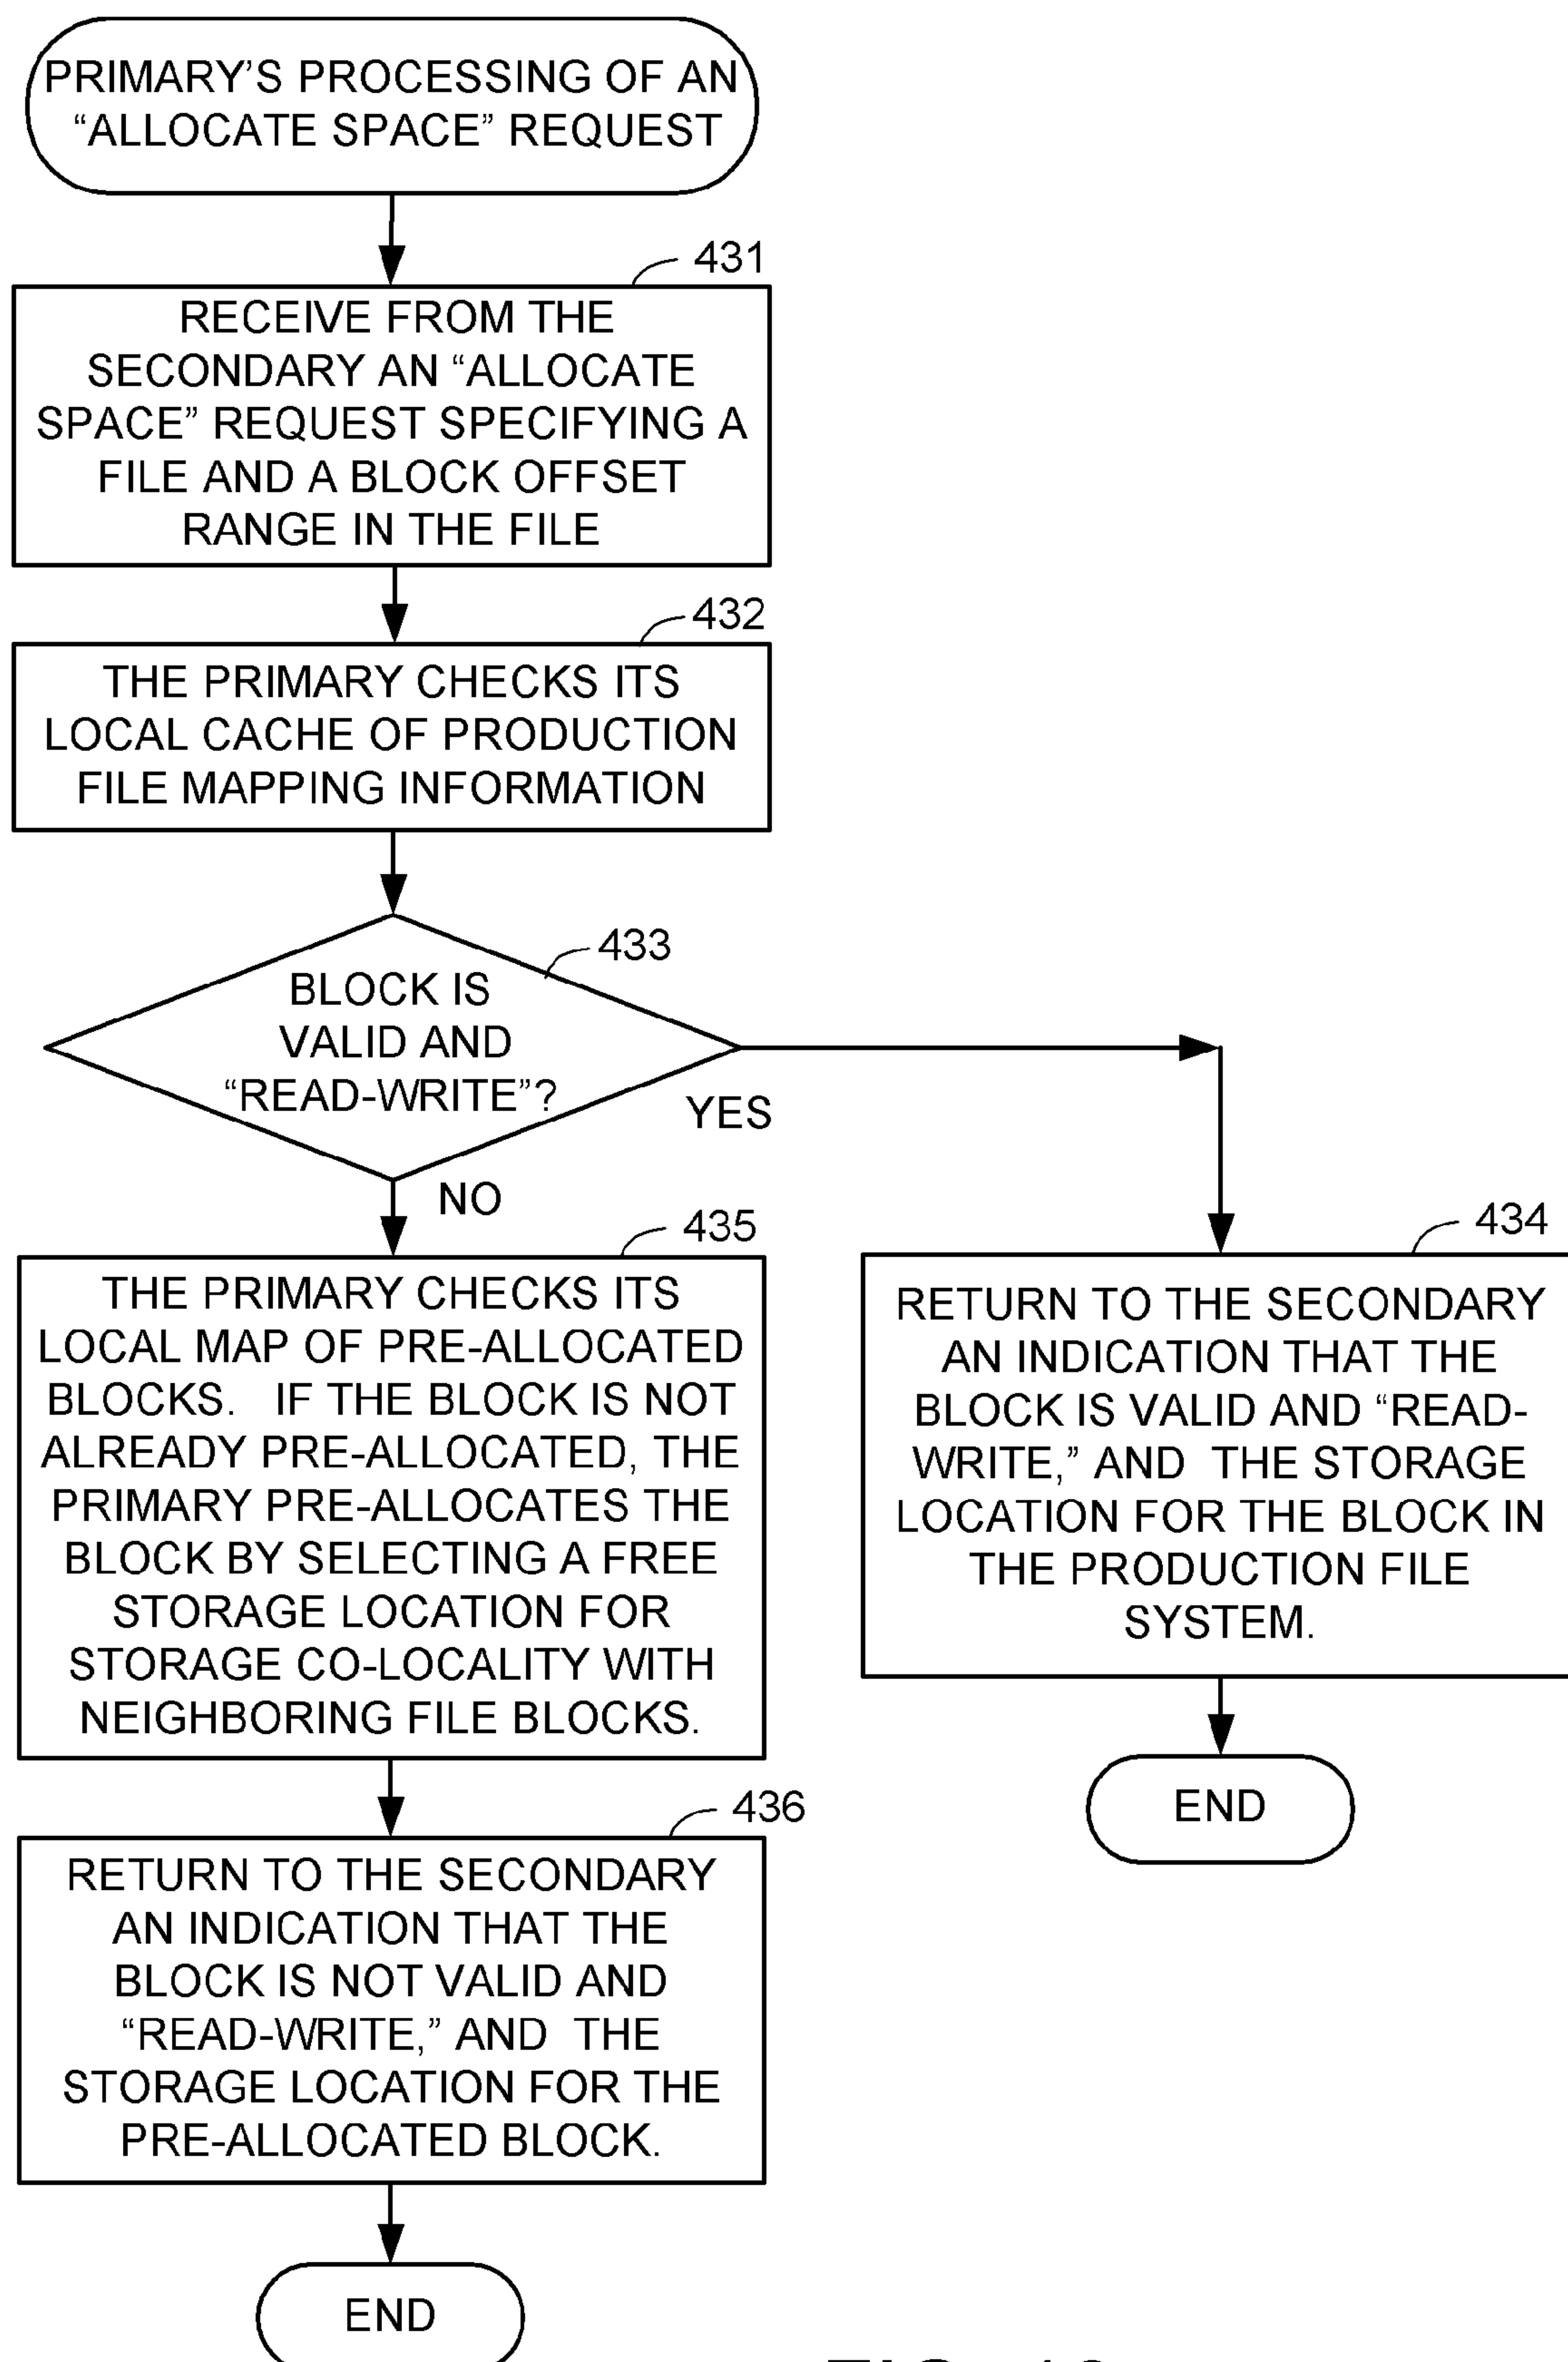 PRIMARY'S PROCESSING OF AN
“ALLOCATE SPACE” REQUEST
431
RECEIVE FROM THE
SECONDARY AN “ALLOCATE
SPACE” REQUEST SPECIFYING A
FILE AND A BLOCK OFFSET
RANGE IN THE FILE
432
THE PRIMARY CHECKS ITS
LOCAL CACHE OF PRODUCTION
FILE MAPPING INFORMATION
433
BLOCK IS
VALID AND
“READ-WRITE”?
YES
NO
435
THE PRIMARY CHECKS ITS
LOCAL MAP OF PRE-ALLOCATED
BLOCKS. IF THE BLOCK IS NOT
ALREADY PRE-ALLOCATED, THE
PRIMARY PRE-ALLOCATES THE
BLOCK BY SELECTING A FREE
STORAGE LOCATION FOR
STORAGE CO-LOCALITY WITH
NEIGHBORING FILE BLOCKS.
434
RETURN TO THE SECONDARY
AN INDICATION THAT THE
BLOCK IS VALID AND “READ-
WRITE,” AND THE STORAGE
LOCATION FOR THE BLOCK IN
THE PRODUCTION FILE
SYSTEM.
END
436
RETURN TO THE SECONDARY
AN INDICATION THAT THE
BLOCK IS NOT VALID AND
“READ-WRITE,” AND THE
STORAGE LOCATION FOR THE
PRE-ALLOCATED BLOCK.
END